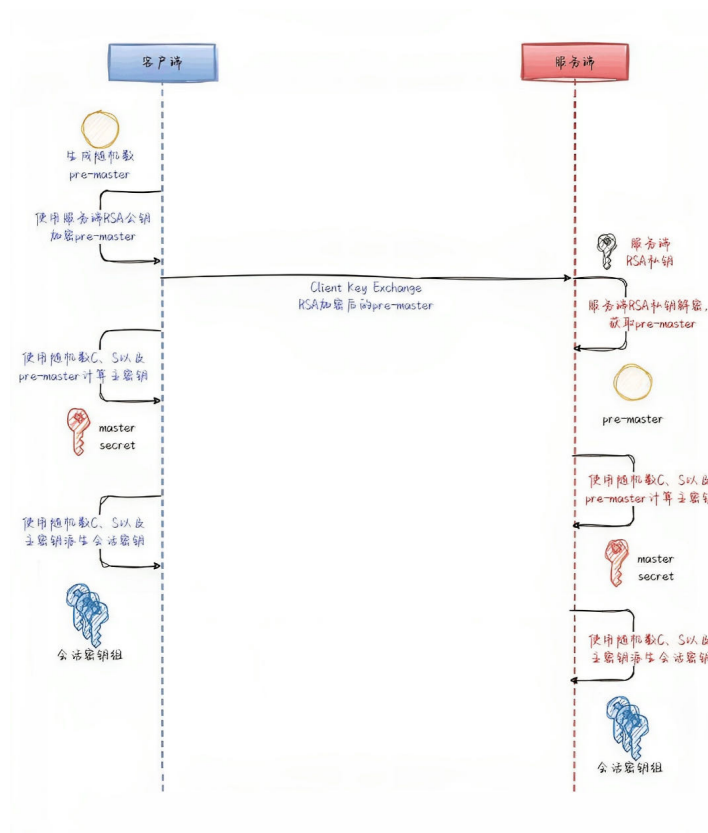 客户端
服务端
生成随机数
pre-master
使用服务端RSA公钥
加密pre-master
服务端
RSA私钥
Client Key Exchange
RSA加密后的pre-master
服务端RSA私钥解密,
获取pre-master
使用随机数C、S以及
pre-master计算主密钥
pre-master
master
secret
使用随机数C、S以及
pre-master计算主密钥
使用随机数C、S以及
主密钥派生会话密钥
master
secret
会话密钥组
使用随机数C、S以及
主密钥派生会话密钥
会话密钥组